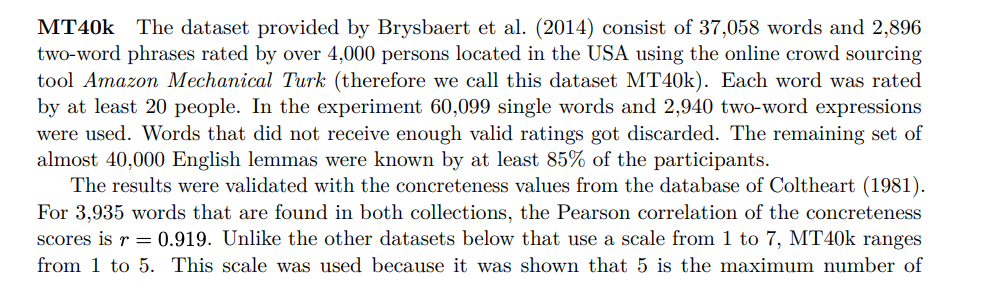 MT40k The dataset provided by Brysbaert et al. (2014) consist of 37,058 words and 2,896
two-word phrases rated by over 4,000 persons located in the USA using the online crowd sourcing
tool Amazon Mechanical Turk (therefore we call this dataset MT40k). Each word was rated
by at least 20 people. In the experiment 60,099 single words and 2,940 two-word expressions
were used. Words that did not receive enough valid ratings got discarded. The remaining set of
almost 40,000 English lemmas were known by at least 85% of the participants.
The results were validated with the concreteness values from the database of Coltheart (1981).
For 3,935 words that are found in both collections, the Pearson correlation of the concreteness
scores is r = 0.919. Unlike the other datasets below that use a scale from 1 to 7, MT40k ranges
from 1 to 5. This scale was used because it was shown that 5 is the maximum number of